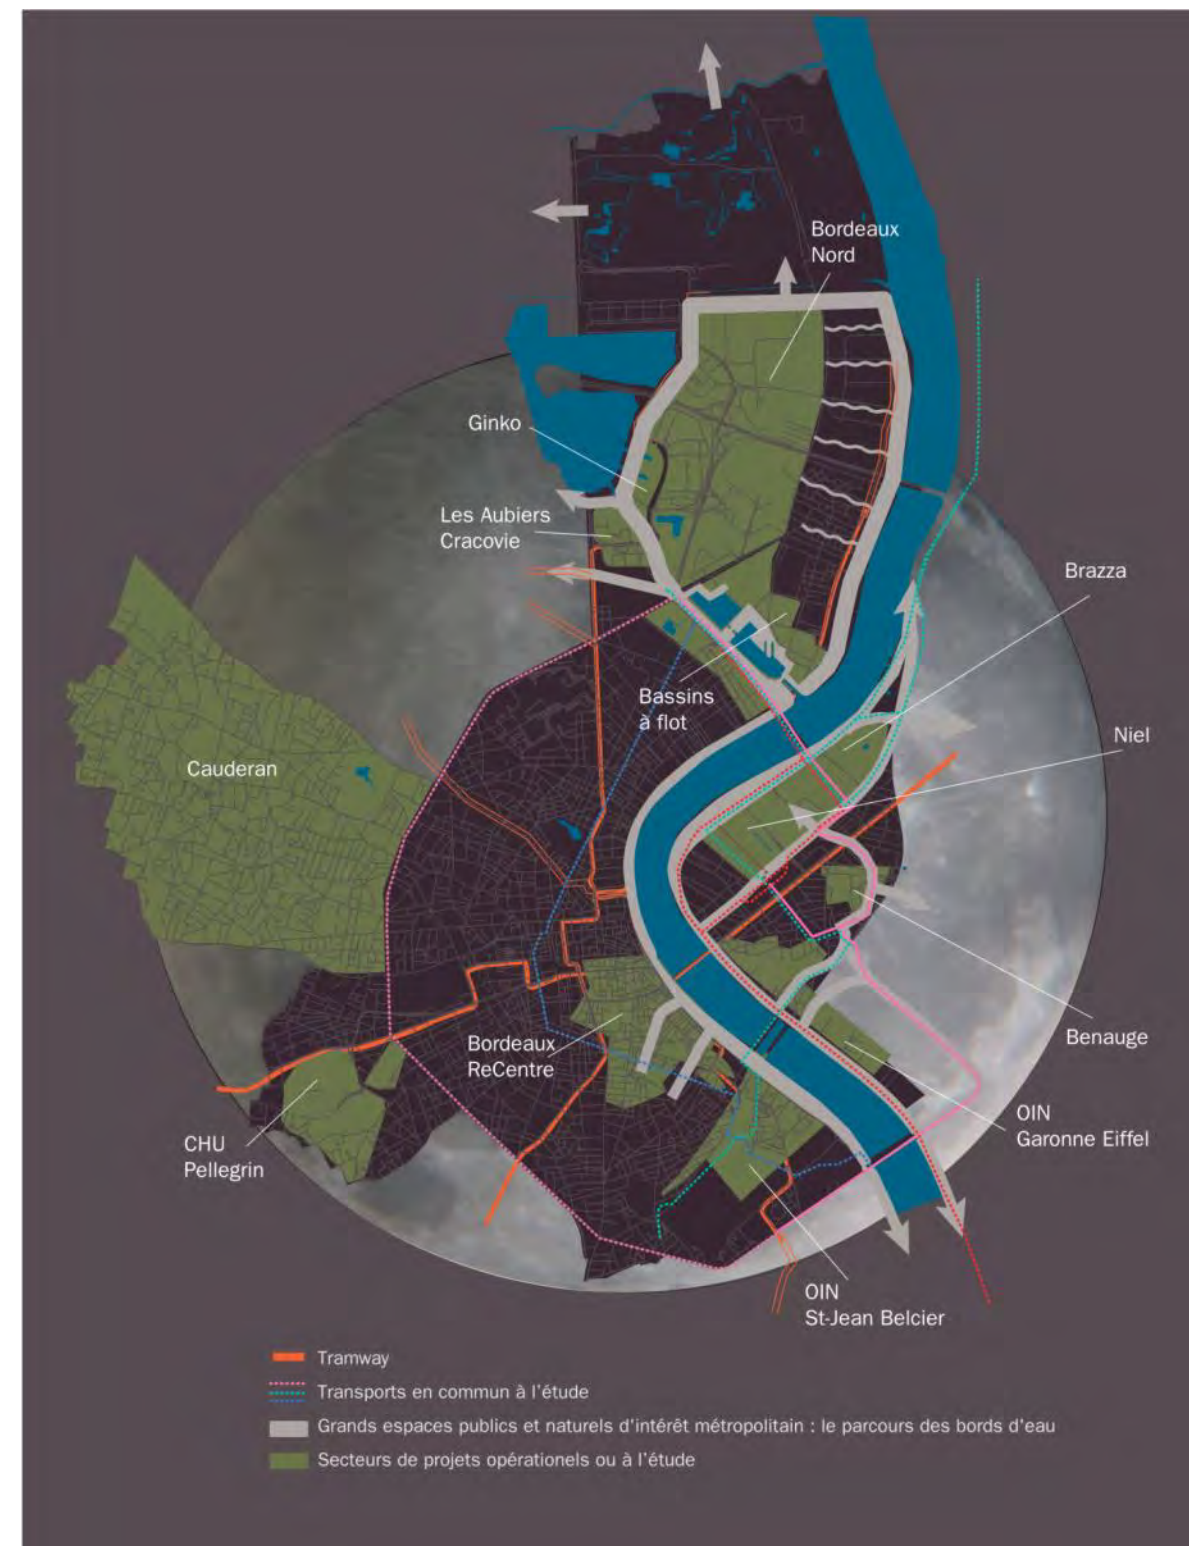 Bordeaux
Nord
Ginko
Les Aubiers
Cracovie
Brazza
Bassins
à flot
Niel
Cauderan
Bordeaux
ReCentre
Benauge
CHU
Pellegrin
OIN
Garonne Eiffel
OIN
St-Jean Belcier
Tramway
Transports en commun à l'étude
Grands espaces publics et naturels d'intérêt métropolitain : le parcours des bords d'eau
Secteurs de projets opérationels ou à l'étude